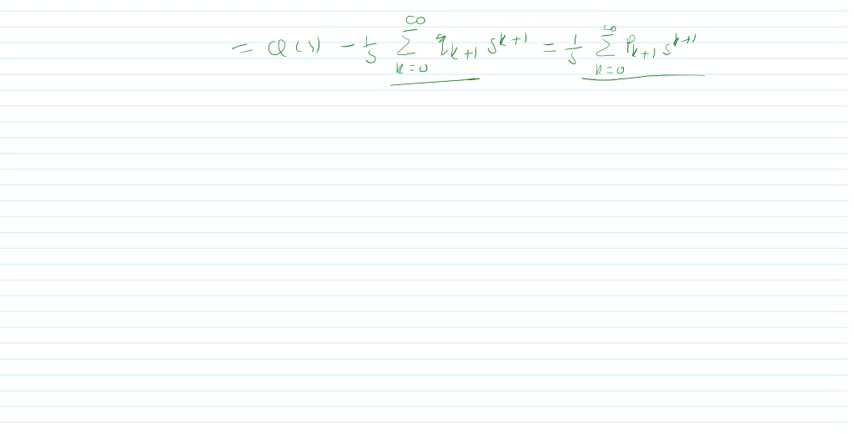 = Q(s) - 1/s ∑_{k=0}^{∞} q_{k+1} s^{k+1} = 1/s ∑_{k=0}^{∞} P_{k+1} s^{k+1}